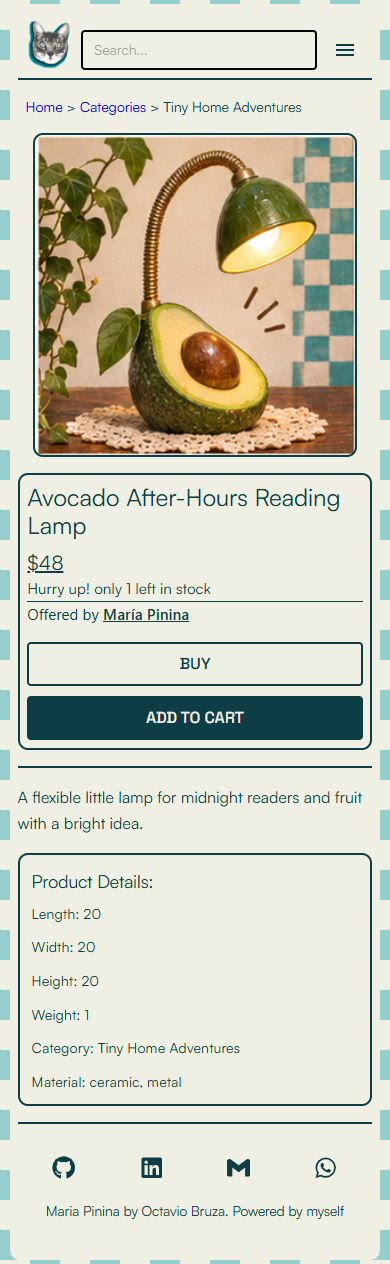 Search...
Home > Categories > Tiny Home Adventures
Avocado After-Hours Reading
Lamp
$48
Hurry up! only 1 left in stock
Offered by María Pinina
BUY
ADD TO CART
A flexible little lamp for midnight readers and fruit
with a bright idea.
Product Details:
Length: 20
Width: 20
Height: 20
Weight: 1
Category: Tiny Home Adventures
Material: ceramic, metal
Maria Pinina by Octavio Bruza. Powered by myself